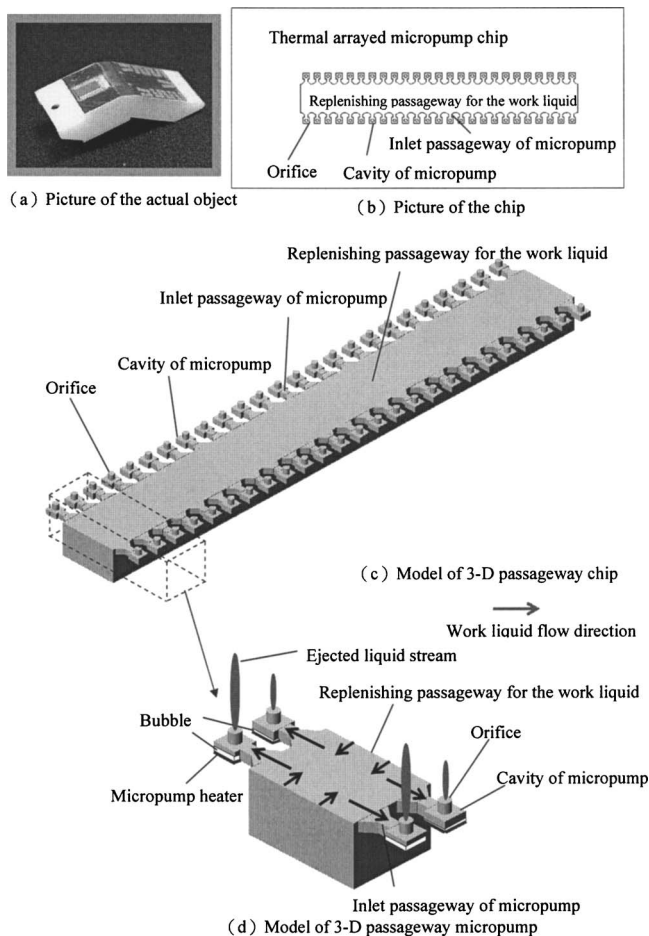 Thermal arrayed micropump chip
Replenishing passageway for the work liquid
Inlet passageway of micropump
Orifice
Cavity of micropump
(a) Picture of the actual object
(b) Picture of the chip
Replenishing passageway for the work liquid
Inlet passageway of micropump
Cavity of micropump
Orifice
(c) Model of 3-D passageway chip
Work liquid flow direction
Ejected liquid stream
Replenishing passageway for the work liquid
Bubble
Orifice
Micropump heater
Cavity of micropump
Inlet passageway of micropump
(d) Model of 3-D passageway micropump